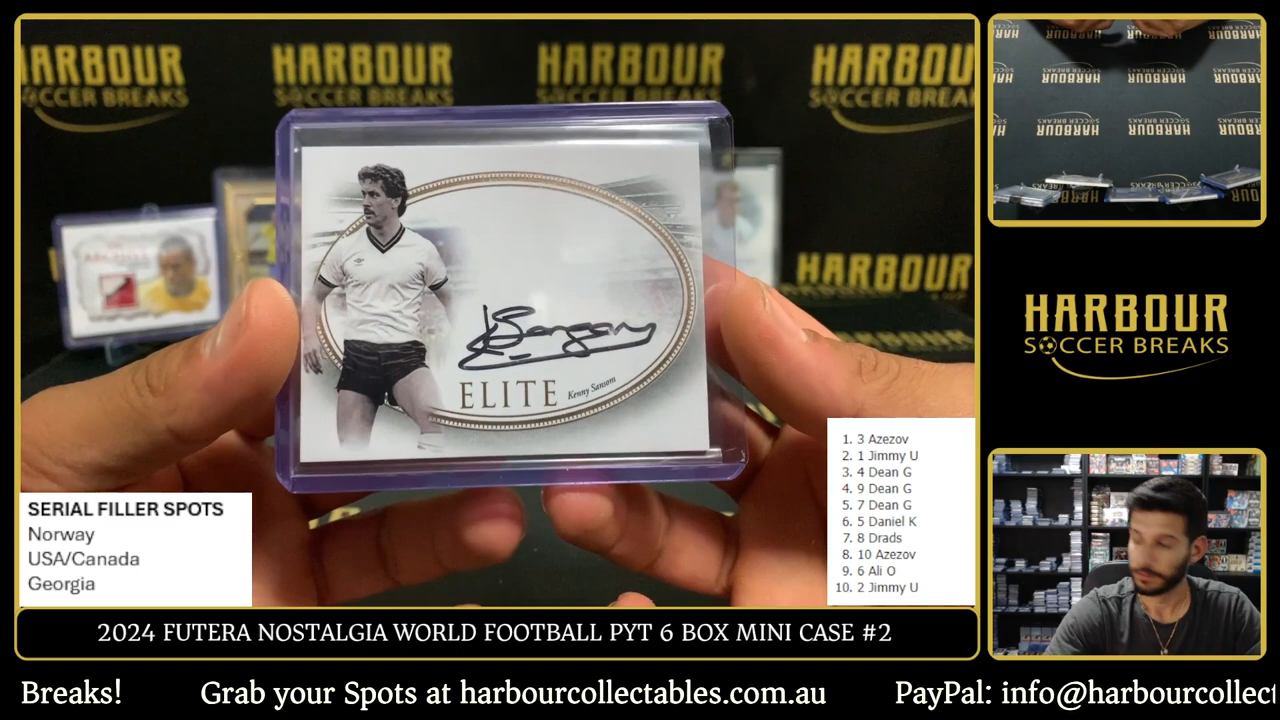 HARBOUR
SOCCER BREAKS
HARBOUR
SOCCER BREAKS
HARBOUR
SOCCER BREAKS
HARBOUR
SOCCER BREAKS
HARBOUR
ELITE
Kenny Sansom
SERIAL FILLER SPOTS
Norway
USA/Canada
Georgia
1. 3 Azezov
2. 1 Jimmy U
3. 4 Dean G
4. 9 Dean G
5. 7 Dean G
6. 5 Daniel K
7. 8 Drads
8. 10 Azezov
9. 6 Ali O
10. 2 Jimmy U
HARBOUR
SOCCER BREAKS
2024 FUTERA NOSTALGIA WORLD FOOTBALL PYT 6 BOX MINI CASE #2
Breaks! Grab your Spots at harbourcollectables.com.au PayPal: info@harbourcollect